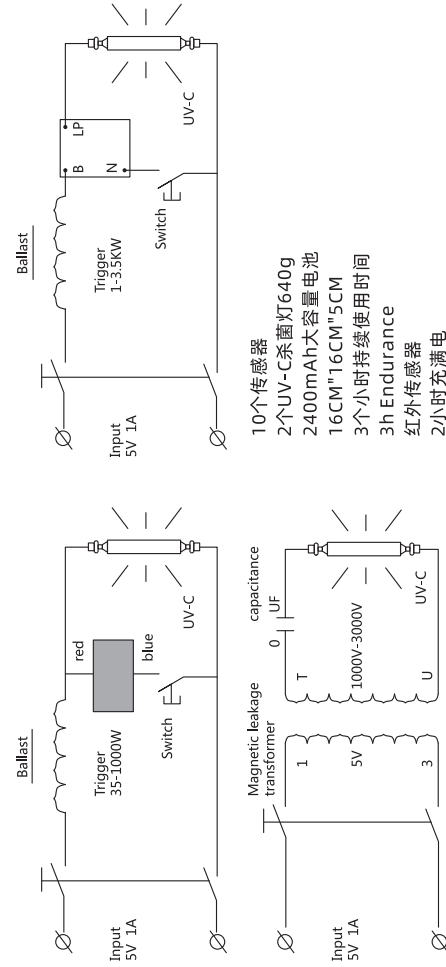 Ballast
Input
5V 1A
Trigger
35-1000W
red
blue
Switch
UV-C
Ballast
Input
5V 1A
Trigger
1-3.5KW
B
LP
N
Switch
UV-C
Input
5V 1A
Magnetic leakage
transformer
1
5V
3
T
1000V-3000V
U
capacitance
0 UF
UV-C
10个传感器
2个UV-C杀菌灯640g
2400mAh大容量电池
16CM"16CM"5CM
3个小时持续使用时间
3h Endurance
红外传感器
2小时充满电